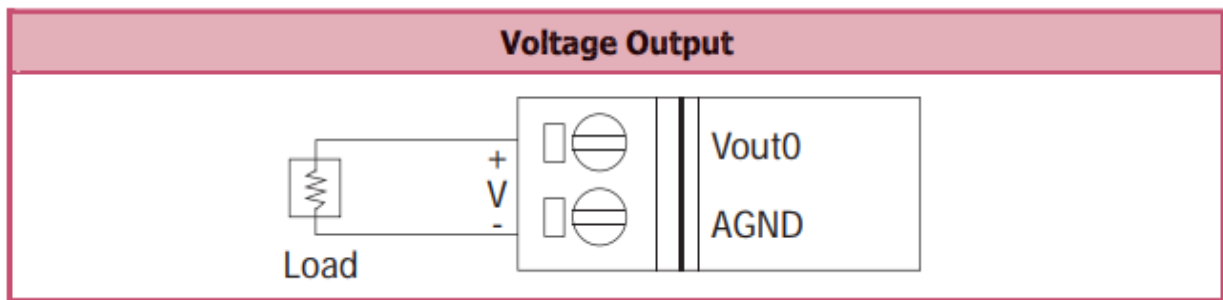 Voltage Output
Vout0
+
V
-
AGND
Load